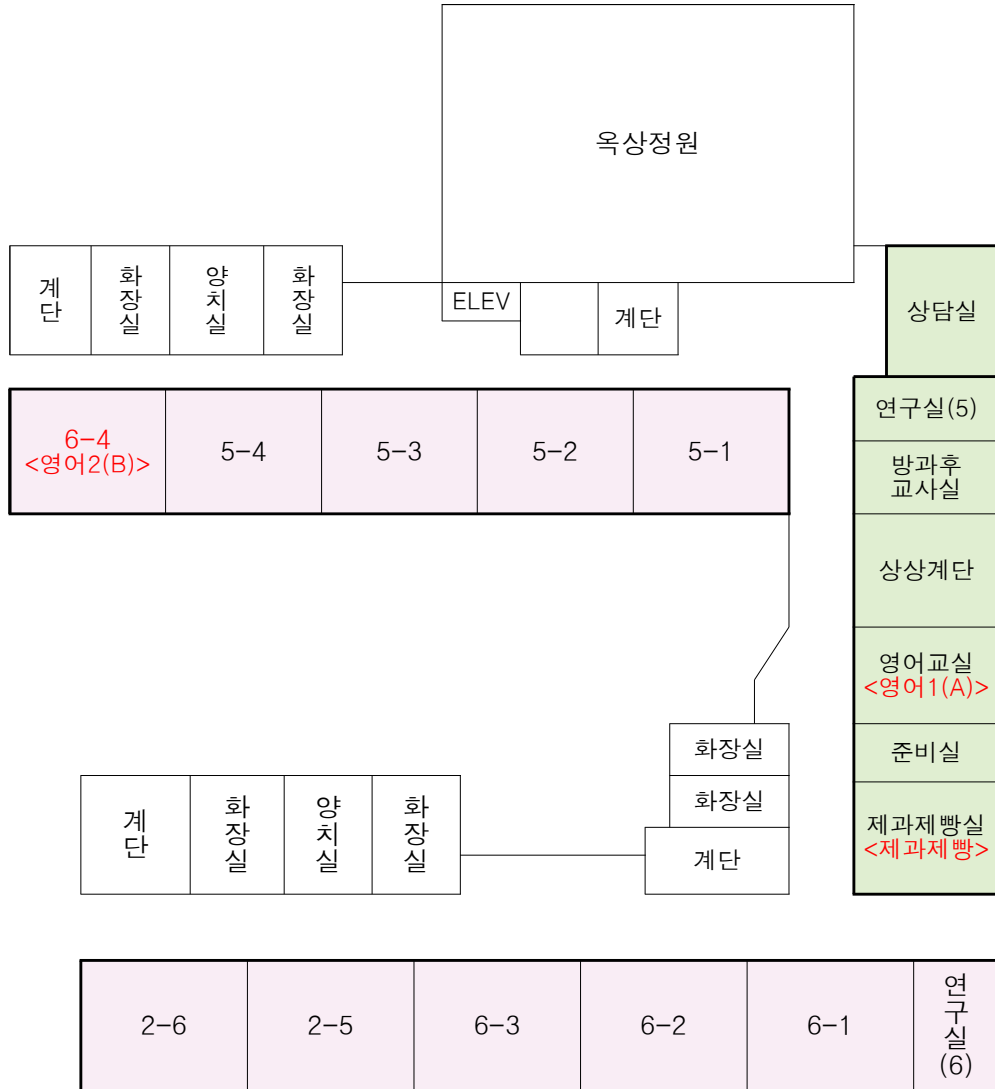 옥상정원
계단
화장실
양치실
화장실
ELEV
계단
상담실
6-4
<영어2(B)>
5-4
5-3
5-2
5-1
연구실(5)
방과후
교사실
상상계단
영어교실
<영어1(A)>
준비실
제과제빵실
<제과제빵>
화장실
화장실
계단
계단
화장실
양치실
화장실
2-6
2-5
6-3
6-2
6-1
연구실(6)